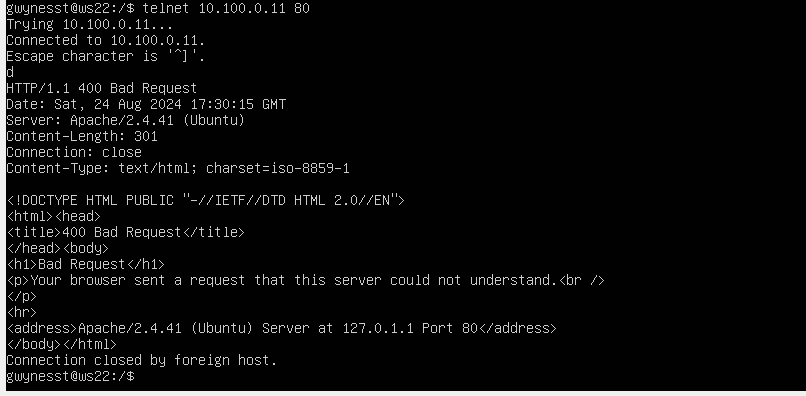 gwynesst@ws22:/$ telnet 10.100.0.11 80
Trying 10.100.0.11...
Connected to 10.100.0.11.
Escape character is '^]'.
d
HTTP/1.1 400 Bad Request
Date: Sat, 24 Aug 2024 17:30:15 GMT
Server: Apache/2.4.41 (Ubuntu)
Content-Length: 301
Connection: close
Content-Type: text/html; charset=iso-8859-1

<!DOCTYPE HTML PUBLIC "-//IETF//DTD HTML 2.0//EN">
<html><head>
<title>400 Bad Request</title>
</head><body>
<h1>Bad Request</h1>
<p>Your browser sent a request that this server could not understand.<br />
</p>
<hr>
<address>Apache/2.4.41 (Ubuntu) Server at 127.0.1.1 Port 80</address>
</body></html>
Connection closed by foreign host.
gwynesst@ws22:/$